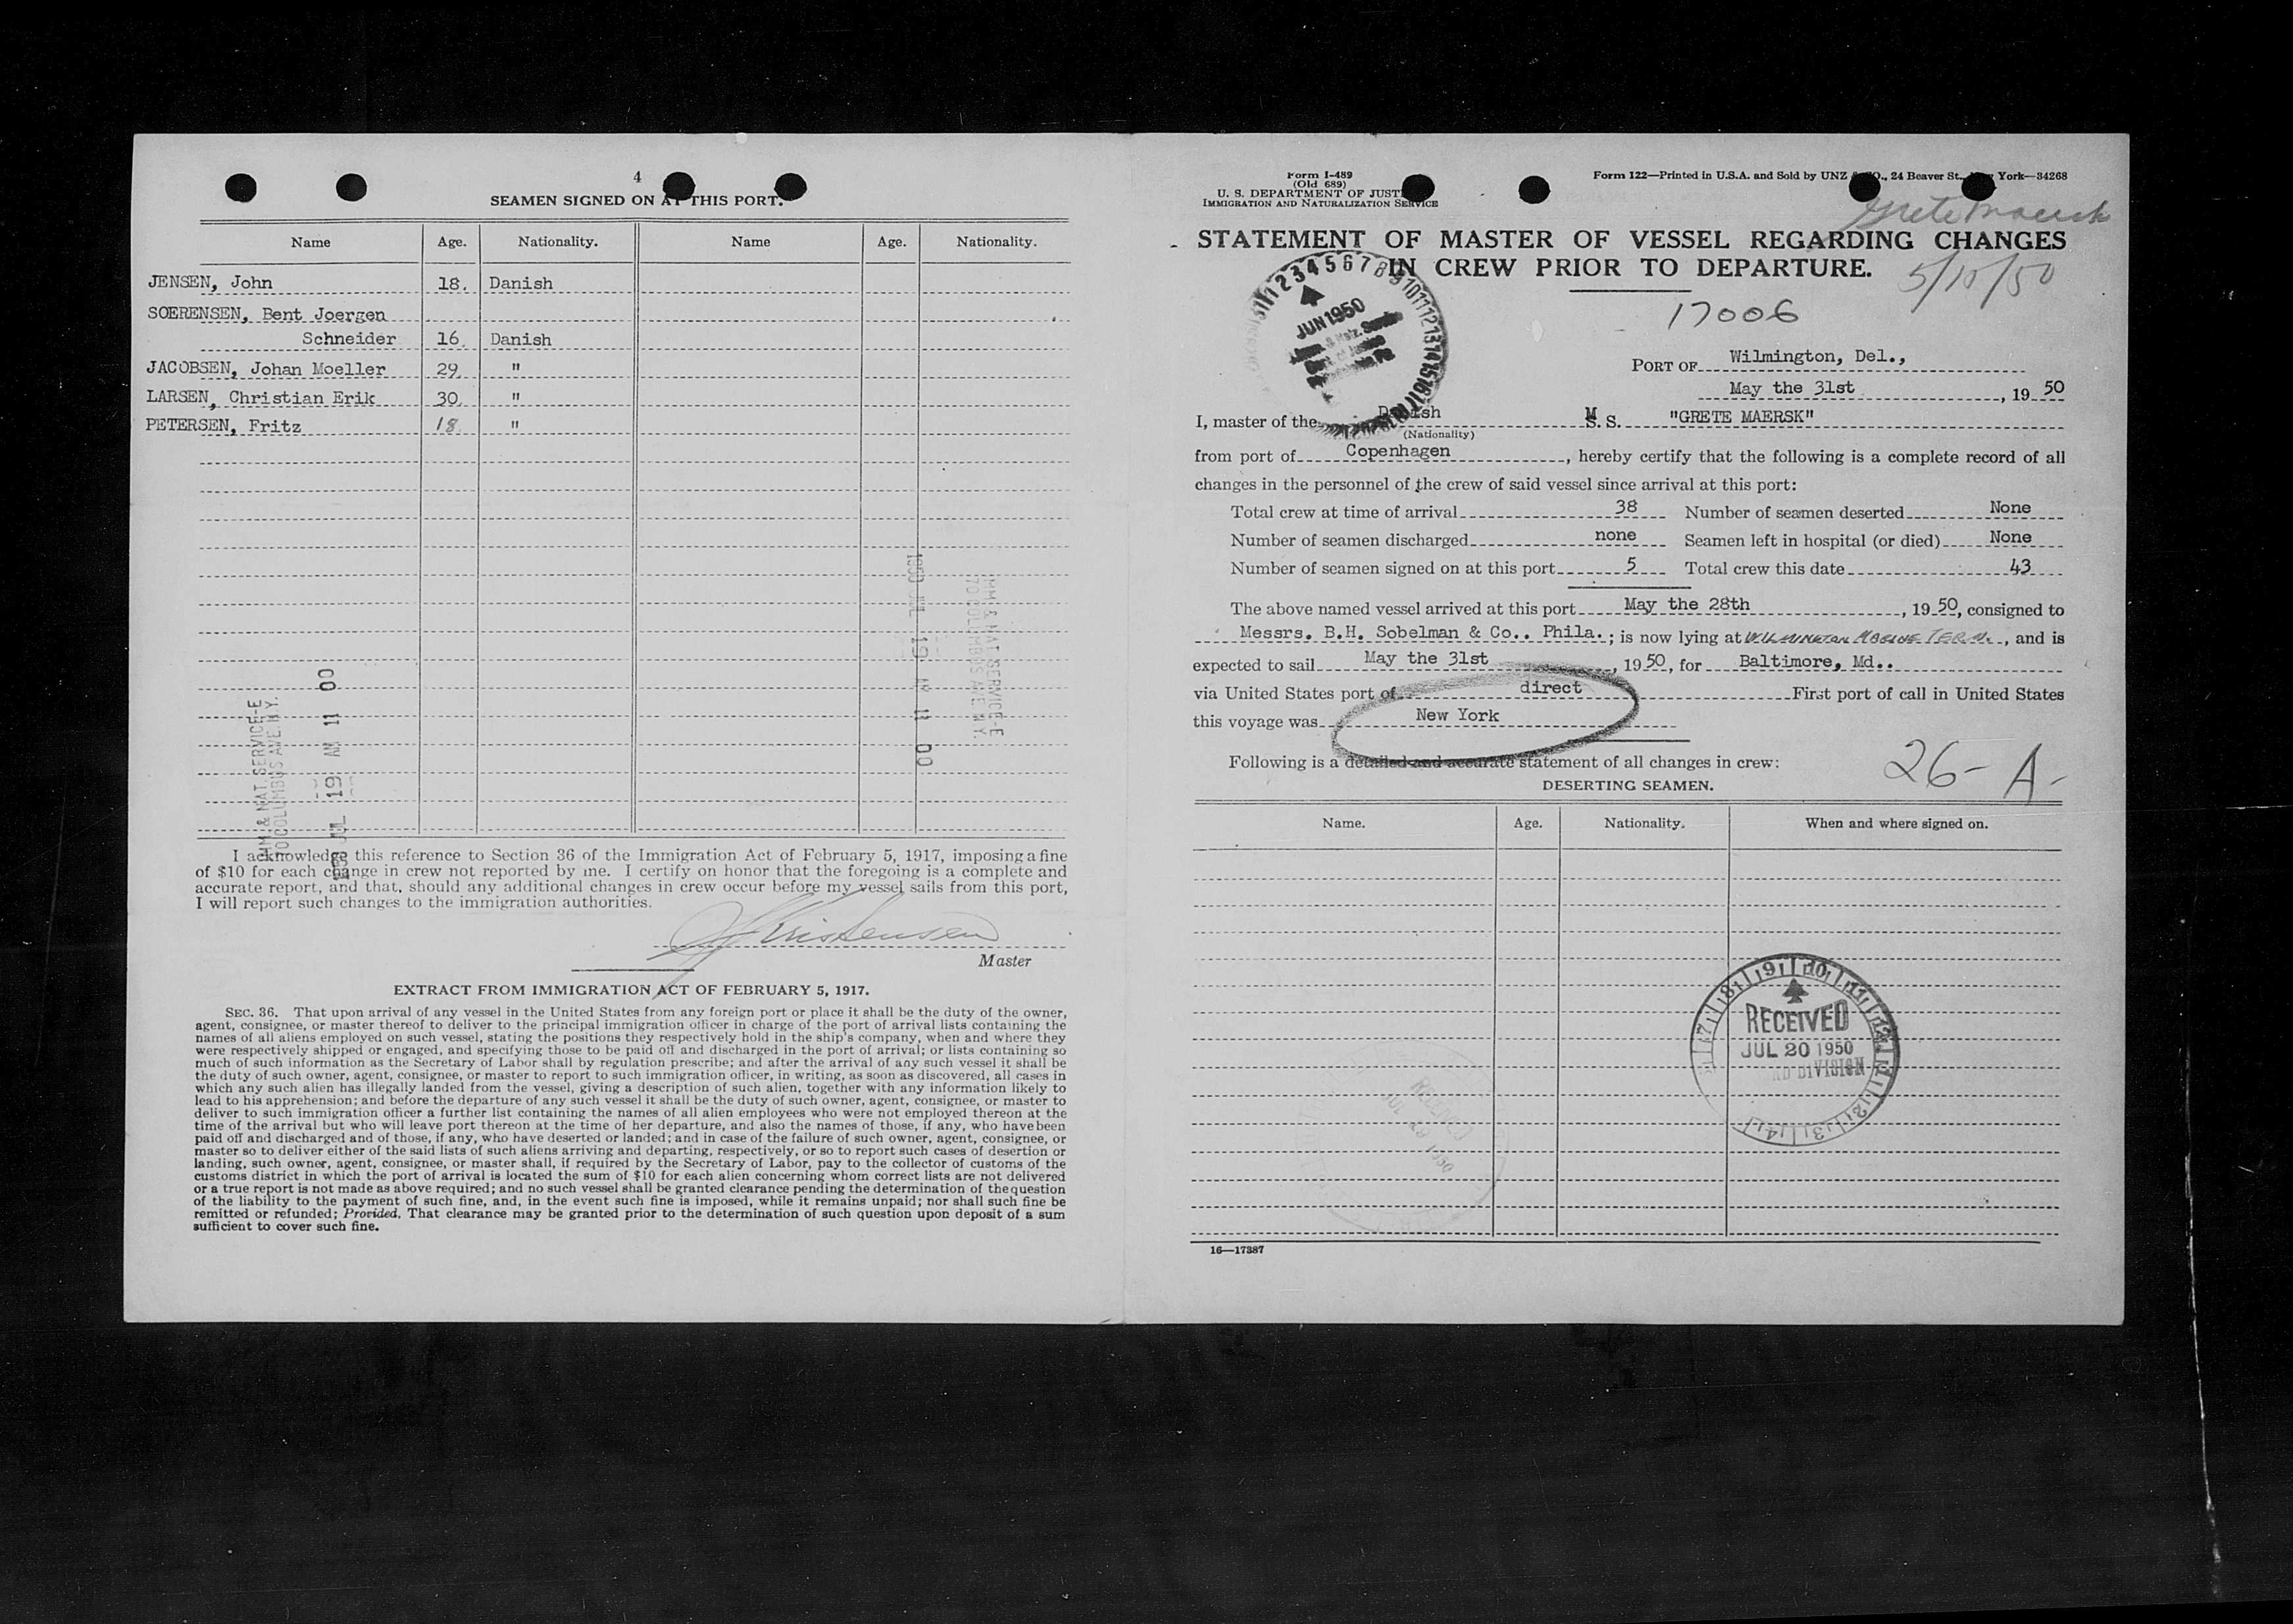 4
SEAMEN SIGNED ON AT THIS PORT.
Name Age. Nationality. Name Age. Nationality.
JENSEN, John 18. Danish
SOERENSEN, Bent Joergen
Schneider 16. Danish
JACOBSEN, Johan Moeller 29. "
LARSEN, Christian Erik 30. "
PETERSEN, Fritz 18 "
IMM & NAT. SERVICE-E
70 COLUMBUS AVE N.Y.
1950 JUL 19 AM 11 00
IMM & NAT SERVICE-E
70 COLUMBUS AVE N.Y.
1950 JUL 19 AM 11 00
I acknowledge this reference to Section 36 of the Immigration Act of February 5, 1917, imposing a fine
of $10 for each change in crew not reported by me. I certify on honor that the foregoing is a complete and
accurate report, and that, should any additional changes in crew occur before my vessel sails from this port,
I will report such changes to the immigration authorities.
Kristensen
Master
EXTRACT FROM IMMIGRATION ACT OF FEBRUARY 5, 1917.
SEC. 36. That upon arrival of any vessel in the United States from any foreign port or place it shall be the duty of the owner,
agent, consignee, or master thereof to deliver to the principal immigration officer in charge of the port of arrival lists containing the
names of all aliens employed on such vessel, stating the positions they respectively hold in the ship's company, when and where they
were respectively shipped or engaged, and specifying those to be paid off and discharged in the port of arrival; or lists containing so
much of such information as the Secretary of Labor shall by regulation prescribe; and after the arrival of any such vessel it shall be
the duty of such owner, agent, consignee, or master to report to such immigration officer, in writing, as soon as discovered, all cases in
which any such alien has illegally landed from the vessel, giving a description of such alien, together with any information likely to
lead to his apprehension; and before the departure of any such vessel it shall be the duty of such owner, agent, consignee, or master to
deliver to such immigration officer a further list containing the names of all alien employees who were not employed thereon at the
time of the arrival but who will leave port thereon at the time of her departure, and also the names of those, if any, who have been
paid off and discharged and of those, if any, who have deserted or landed; and in case of the failure of such owner, agent, consignee, or
master so to deliver either of the said lists of such aliens arriving and departing, respectively, or so to report such cases of desertion or
landing, such owner, agent, consignee, or master shall, if required by the Secretary of Labor, pay to the collector of customs of the
customs district in which the port of arrival is located the sum of $10 for each alien concerning whom correct lists are not delivered
or a true report is not made as above required; and no such vessel shall be granted clearance pending the determination of the question
of the liability to the payment of such fine, and, in the event such fine is imposed, while it remains unpaid; nor shall such fine be
remitted or refunded; Provided, That clearance may be granted prior to the determination of such question upon deposit of a sum
sufficient to cover such fine.
Form I-489
(Old 689)
U. S. DEPARTMENT OF JUST
IMMIGRATION AND NATURALIZATION SERVICE
Form 122—Printed in U.S.A. and Sold by UNZ & CO., 24 Beaver St., New York—34268
Grete Maersk
STATEMENT OF MASTER OF VESSEL REGARDING CHANGES
IN CREW PRIOR TO DEPARTURE.
5/10/50
17006
JUN 1950
PORT OF Wilmington, Del.,
May the 31st, 19 50
I, master of the Danish M S. S. "GRETE MAERSK"
(Nationality)
from port of Copenhagen, hereby certify that the following is a complete record of all
changes in the personnel of the crew of said vessel since arrival at this port:
Total crew at time of arrival 38 Number of seamen deserted None
Number of seamen discharged none Seamen left in hospital (or died) None
Number of seamen signed on at this port 5 Total crew this date 43
The above named vessel arrived at this port May the 28th, 19 50, consigned to
Messrs. B.H. Sobelman & Co., Phila.; is now lying at WILMINGTON MARINE TERM., and is
expected to sail May the 31st, 19 50, for Baltimore, Md..
via United States port of direct First port of call in United States
this voyage was New York
Following is a detailed and accurate statement of all changes in crew:
26-A-
DESERTING SEAMEN.
Name. Age. Nationality. When and where signed on.
RECEIVED
JUL 20 1950
DIVISION
RECEIVED
JUL 1950
16—17387